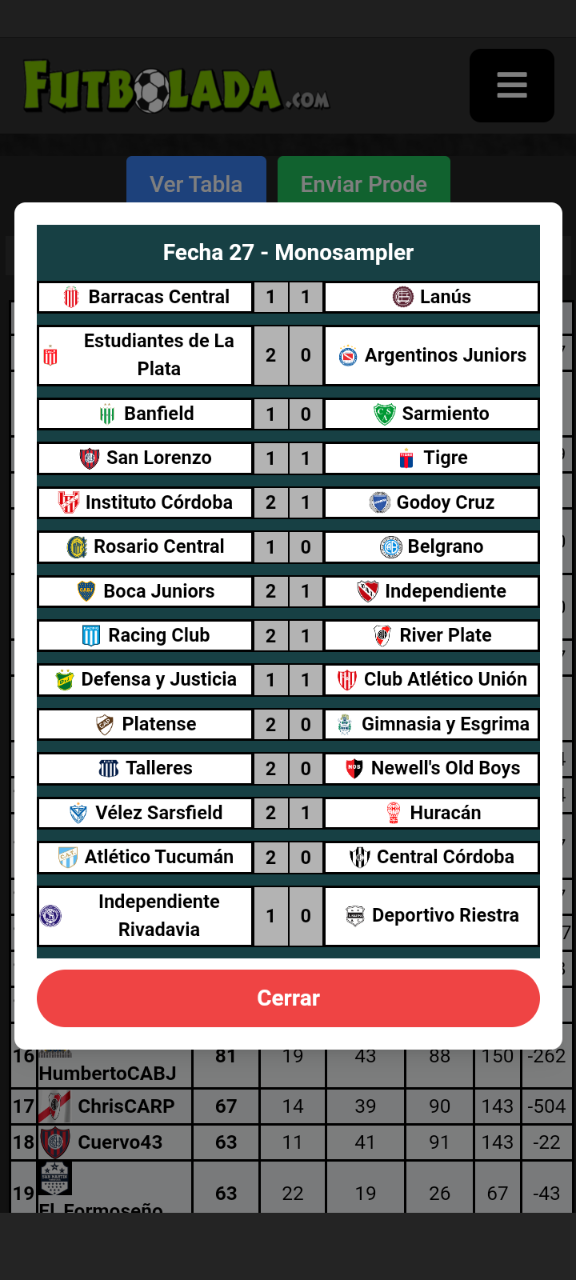 FUTBOLADA.COM
Ver Tabla Enviar Prode
Fecha 27 - Monosampler
Barracas Central 1 1 Lanús
Estudiantes de La
Plata 2 0 Argentinos Juniors
Banfield 1 0 Sarmiento
San Lorenzo 1 1 Tigre
Instituto Córdoba 2 1 Godoy Cruz
Rosario Central 1 0 Belgrano
Boca Juniors 2 1 Independiente
Racing Club 2 1 River Plate
Defensa y Justicia 1 1 Club Atlético Unión
Platense 2 0 Gimnasia y Esgrima
Talleres 2 0 Newell's Old Boys
Vélez Sarsfield 2 1 Huracán
Atlético Tucumán 2 0 Central Córdoba
Independiente
Rivadavia 1 0 Deportivo Riestra
Cerrar
16 HumbertoCABJ 81 19 43 88 150 -262
17 ChrisCARP 67 14 39 90 143 -504
18 Cuervo43 63 11 41 91 143 -22
19 El Formoseño 63 22 19 26 67 -43